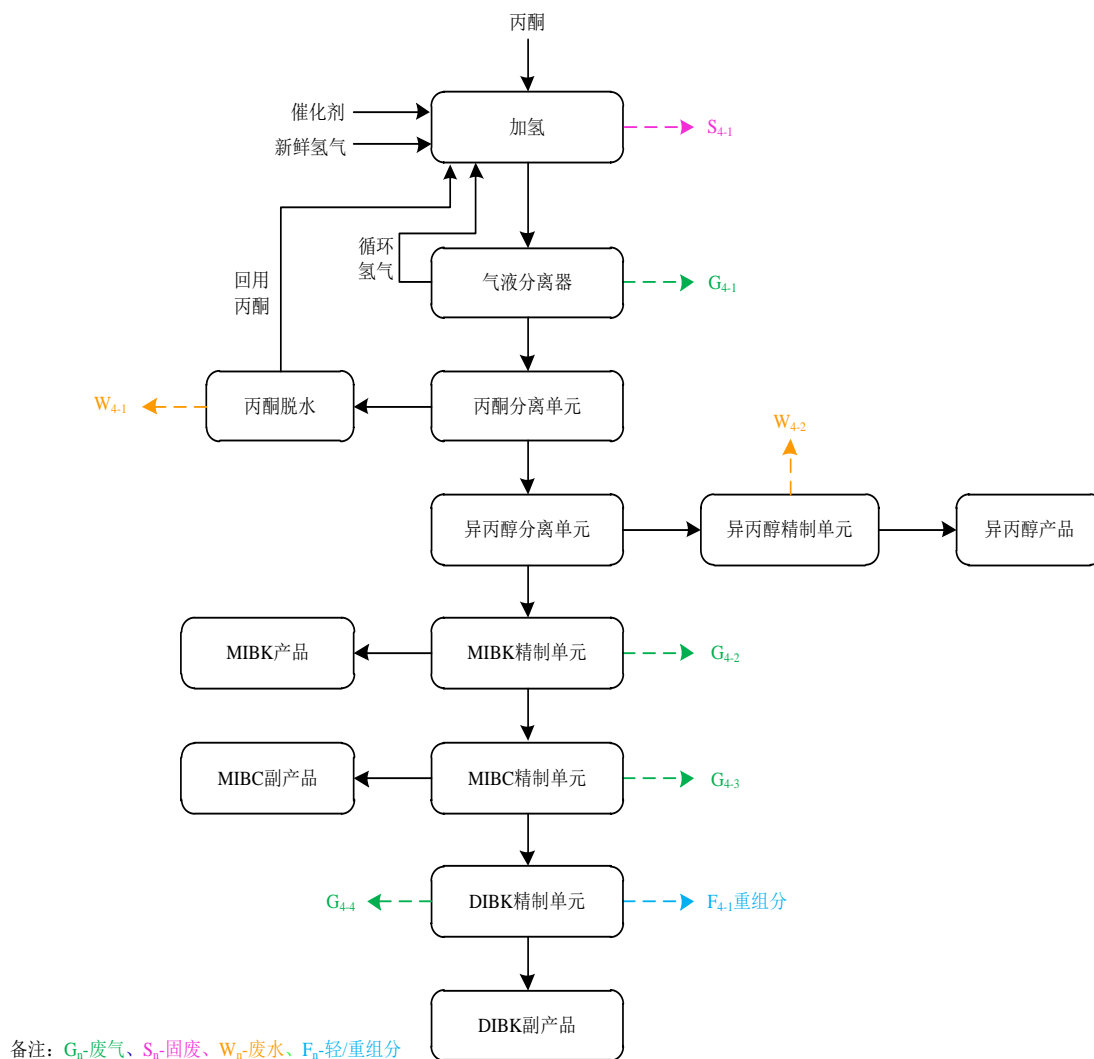 丙酮
催化剂
加氢
S4-1
新鲜氢气
循环
氢气
回用
丙酮
气液分离器
G4-1
W4-1
丙酮脱水
丙酮分离单元
W4-2
异丙醇分离单元
异丙醇精制单元
异丙醇产品
MIBK产品
MIBK精制单元
G4-2
MIBC副产品
MIBC精制单元
G4-3
G4-4
DIBK精制单元
F4-1重组分
DIBK副产品
备注：Gn-废气、Sn-固废、Wn-废水、Fn-轻/重组分